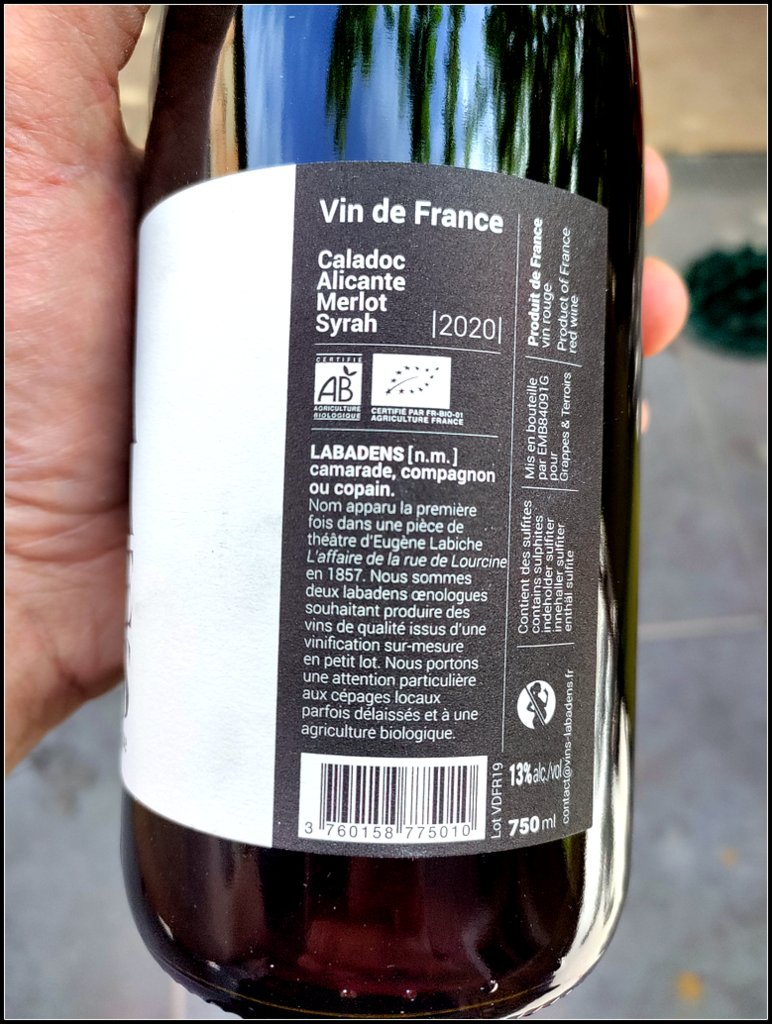 Vin de France
Caladoc
Alicante
Merlot
Syrah
|2020|
CERTIFIÉ
AB
AGRICULTURE
BIOLOGIQUE
CERTIFIÉ PAR FR-BIO-01
AGRICULTURE FRANCE
LABADENS [n.m.]
camarade, compagnon
ou copain.
Nom apparu la première
fois dans une pièce de
théâtre d'Eugène Labiche
L'affaire de la rue de Lourcine
en 1857. Nous sommes
deux labadens œnologues
souhaitant produire des
vins de qualité issus d'une
vinification sur-mesure
en petit lot. Nous portons
une attention particulière
aux cépages locaux
parfois délaissés et à une
agriculture biologique.
3 760158 775010
Lot VDFR19
Produit de France
vin rouge
Product of France
red wine
Mis en bouteille
par EMB84091G
pour
Grappes & Terroirs
Contient des sulfites
contains sulphites
indeholder sulfiter
innehaller sulfiter
enthäl sulfite
13% alc./vol
750 ml
contact@vins-labadens.fr